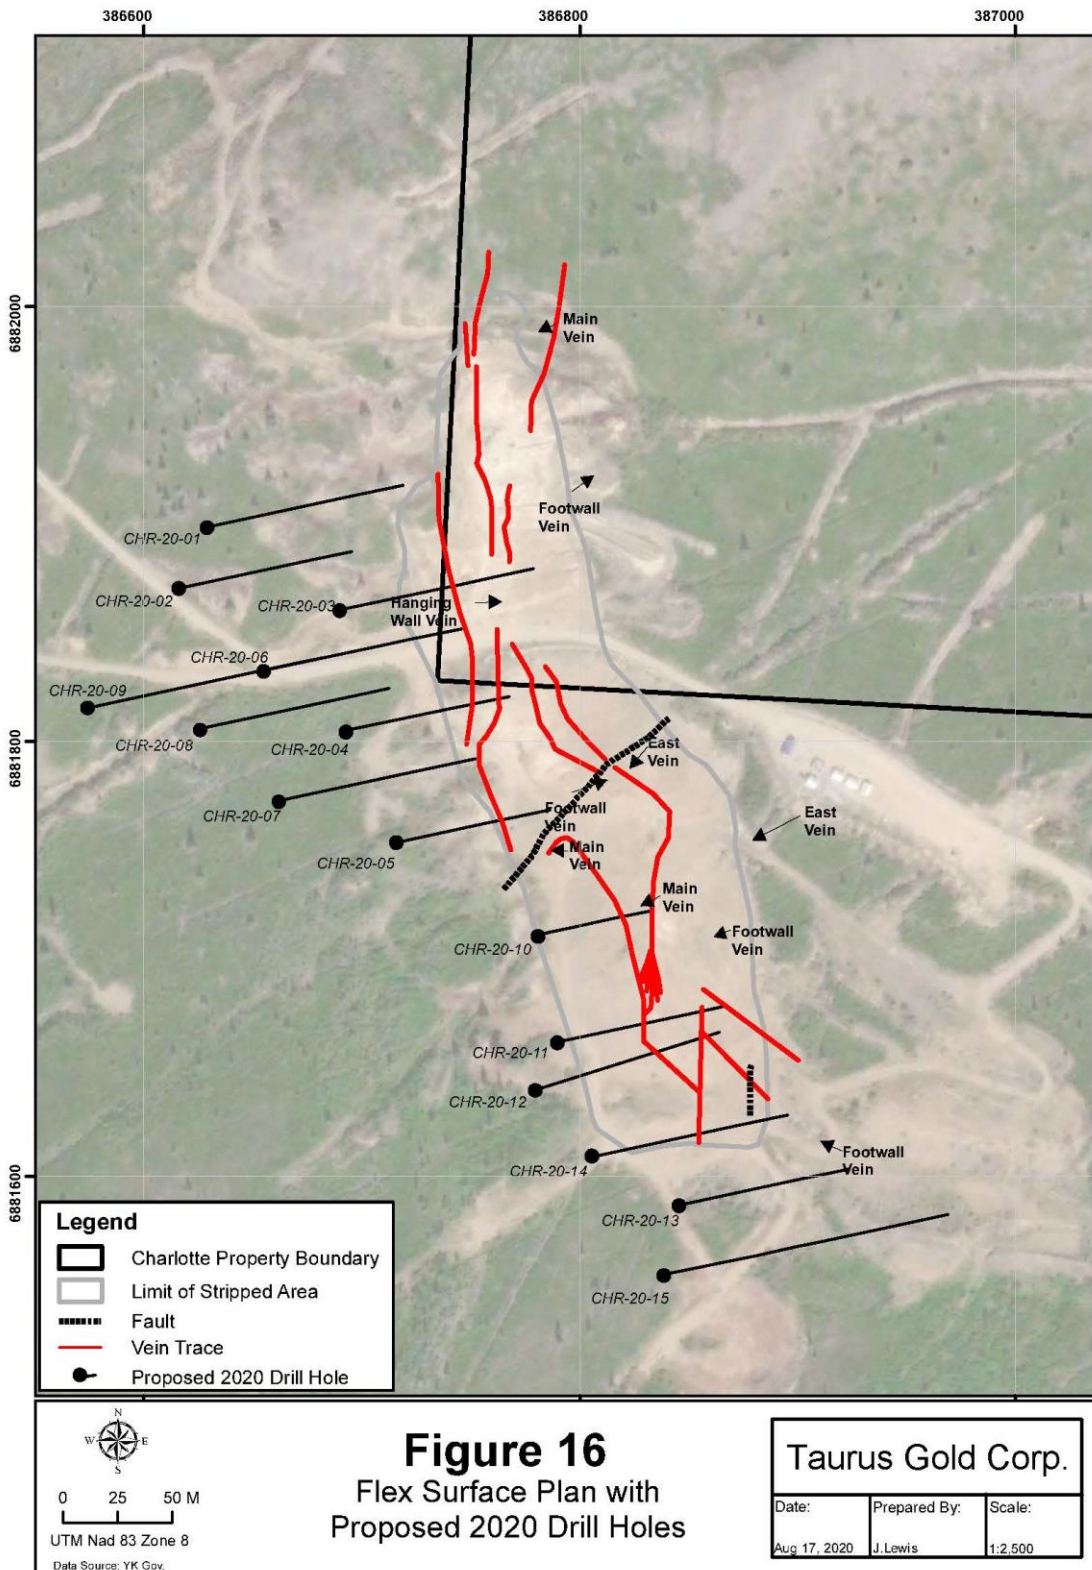 386600
386800
387000
6882000
6881800
6881600
Main
Vein
Footwall
Vein
CHR-20-01
CHR-20-02
CHR-20-03
Hanging
Wall Vein
CHR-20-06
CHR-20-09
CHR-20-08
CHR-20-04
East
Vein
CHR-20-07
Footwall
Vein
East
Vein
CHR-20-05
Main
Vein
Main
Vein
CHR-20-10
Footwall
Vein
CHR-20-11
CHR-20-12
CHR-20-14
Footwall
Vein
CHR-20-13
CHR-20-15
Legend
Charlotte Property Boundary
Limit of Stripped Area
Fault
Vein Trace
Proposed 2020 Drill Hole
N
W E
S
0 25 50 M
UTM Nad 83 Zone 8
Data Source: YK Gov.
Figure 16
Flex Surface Plan with
Proposed 2020 Drill Holes
Taurus Gold Corp.
Date: Prepared By: Scale:
Aug 17, 2020 J.Lewis 1:2,500